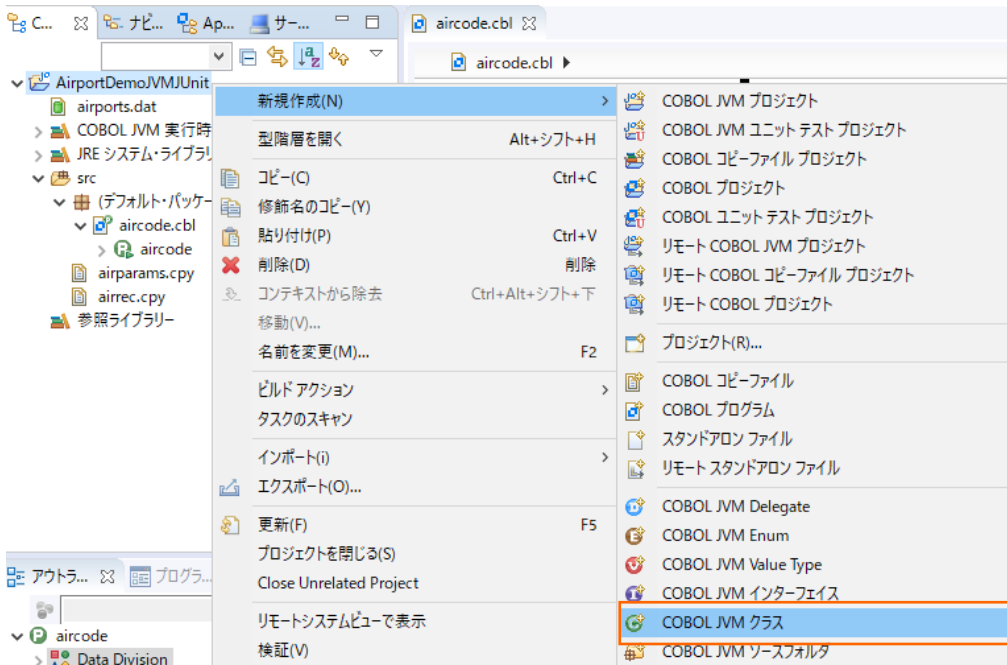 C...
ナビ...
Ap...
サー...
aircode.cbl
aircode.cbl
AirportDemoJVMJUnit
airports.dat
COBOL JVM 実行時
JRE システム・ライブラリ
src
(デフォルト・パッケー
aircode.cbl
aircode
airparams.cpy
airrec.cpy
参照ライブラリー
新規作成(N)
型階層を開く Alt+シフト+H
コピー(C) Ctrl+C
修飾名のコピー(Y)
貼り付け(P) Ctrl+V
削除(D) 削除
コンテキストから除去 Ctrl+Alt+シフト+下
移動(V)...
名前を変更(M)... F2
ビルド アクション
タスクのスキャン
インポート(i)
エクスポート(O)...
更新(F) F5
プロジェクトを閉じる(S)
Close Unrelated Project
リモートシステムビューで表示
検証(V)
COBOL JVM プロジェクト
COBOL JVM ユニット テスト プロジェクト
COBOL コピーファイル プロジェクト
COBOL プロジェクト
COBOL ユニット テスト プロジェクト
リモート COBOL JVM プロジェクト
リモート COBOL コピーファイル プロジェクト
リモート COBOL プロジェクト
プロジェクト(R)...
COBOL コピーファイル
COBOL プログラム
スタンドアロン ファイル
リモート スタンドアロン ファイル
COBOL JVM Delegate
COBOL JVM Enum
COBOL JVM Value Type
COBOL JVM インターフェイス
COBOL JVM クラス
COBOL JVM ソースフォルダ
アウトラ...
プログラ...
aircode
Data Division